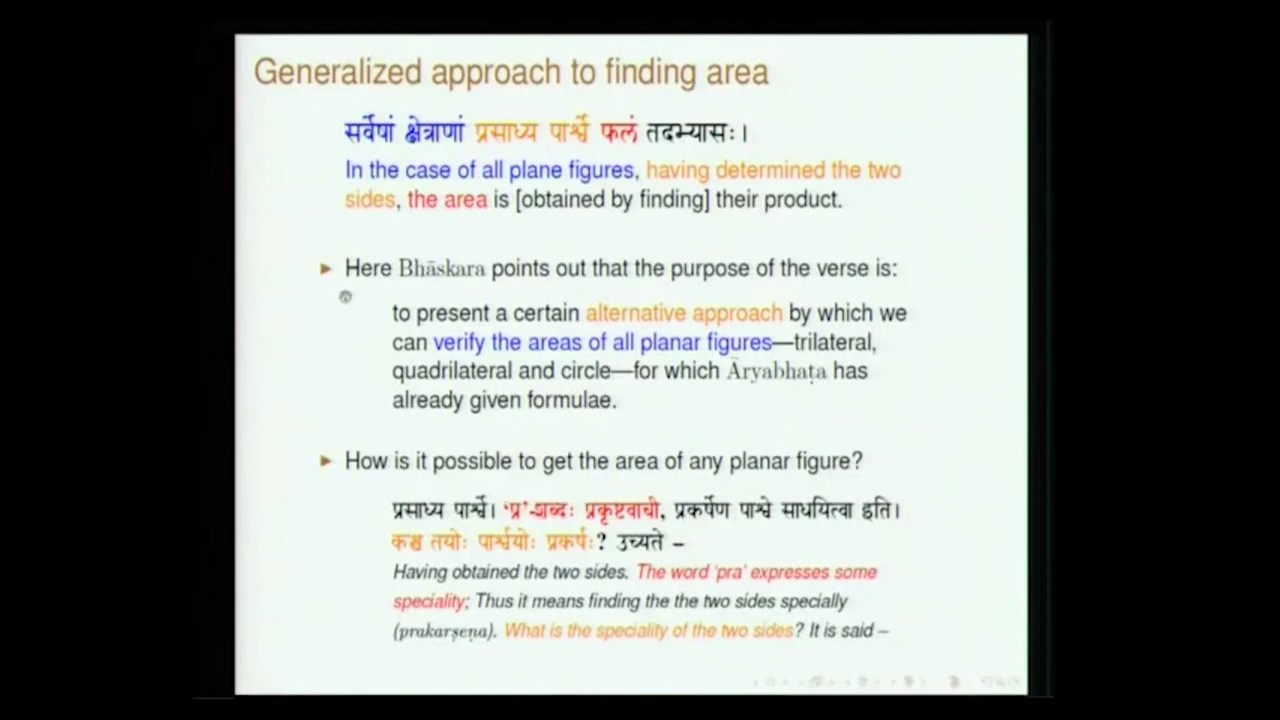 Generalized approach to finding area
सर्वेषां क्षेत्राणां प्रसाध्य पार्श्वे फलं तदभ्यासः।
In the case of all plane figures, having determined the two
sides, the area is [obtained by finding] their product.
Here Bhāskara points out that the purpose of the verse is:
to present a certain alternative approach by which we
can verify the areas of all planar figures—trilateral,
quadrilateral and circle—for which Āryabhaṭa has
already given formulae.
How is it possible to get the area of any planar figure?
प्रसाध्य पार्श्वे। ‘प्र’-शब्दः प्रकृष्टवाची, प्रकर्षेण पार्श्वे साधयित्वा इति।
कश्च तयोः पार्श्वयोः प्रकर्षः? उच्यते –
Having obtained the two sides. The word ‘pra’ expresses some
speciality; Thus it means finding the the two sides specially
(prakarṣeṇa). What is the speciality of the two sides? It is said –